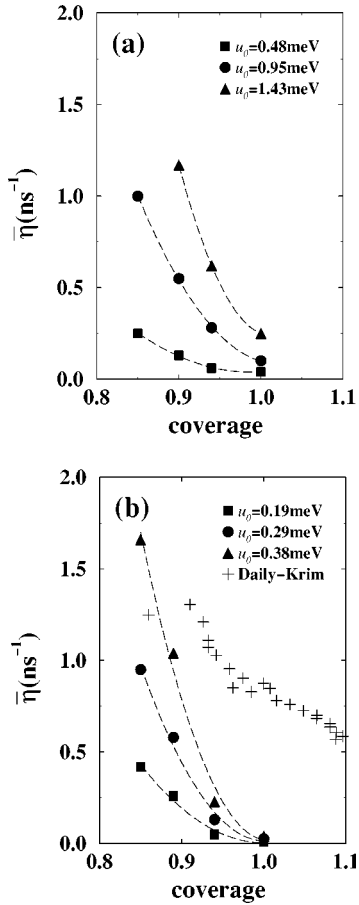 2.0
(a)
u₀=0.48meV
u₀=0.95meV
u₀=1.43meV
1.5
1.0
0.5
0.0
η̅(ns⁻¹)
0.8 0.9 1.0 1.1
coverage
2.0
(b)
u₀=0.19meV
u₀=0.29meV
u₀=0.38meV
Daily-Krim
1.5
1.0
0.5
0.0
η̅(ns⁻¹)
0.8 0.9 1.0 1.1
coverage